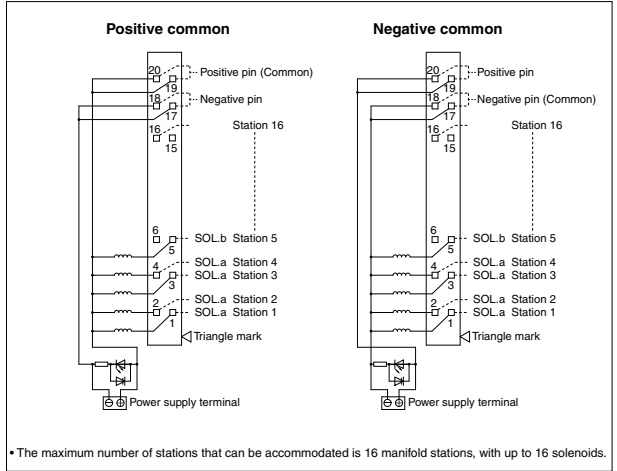 Positive common
20
Positive pin (Common)
19
18
Negative pin
17
16
Station 16
15
6
SOL.b Station 5
5
4
SOL.a Station 4
SOL.a Station 3
3
2
SOL.a Station 2
SOL.a Station 1
1
Triangle mark
⊖ ⊕ Power supply terminal
Negative common
20
Positive pin
19
18
Negative pin (Common)
17
16
Station 16
15
6
SOL.b Station 5
5
4
SOL.a Station 4
SOL.a Station 3
3
2
SOL.a Station 2
SOL.a Station 1
1
Triangle mark
⊖ ⊕ Power supply terminal
• The maximum number of stations that can be accommodated is 16 manifold stations, with up to 16 solenoids.